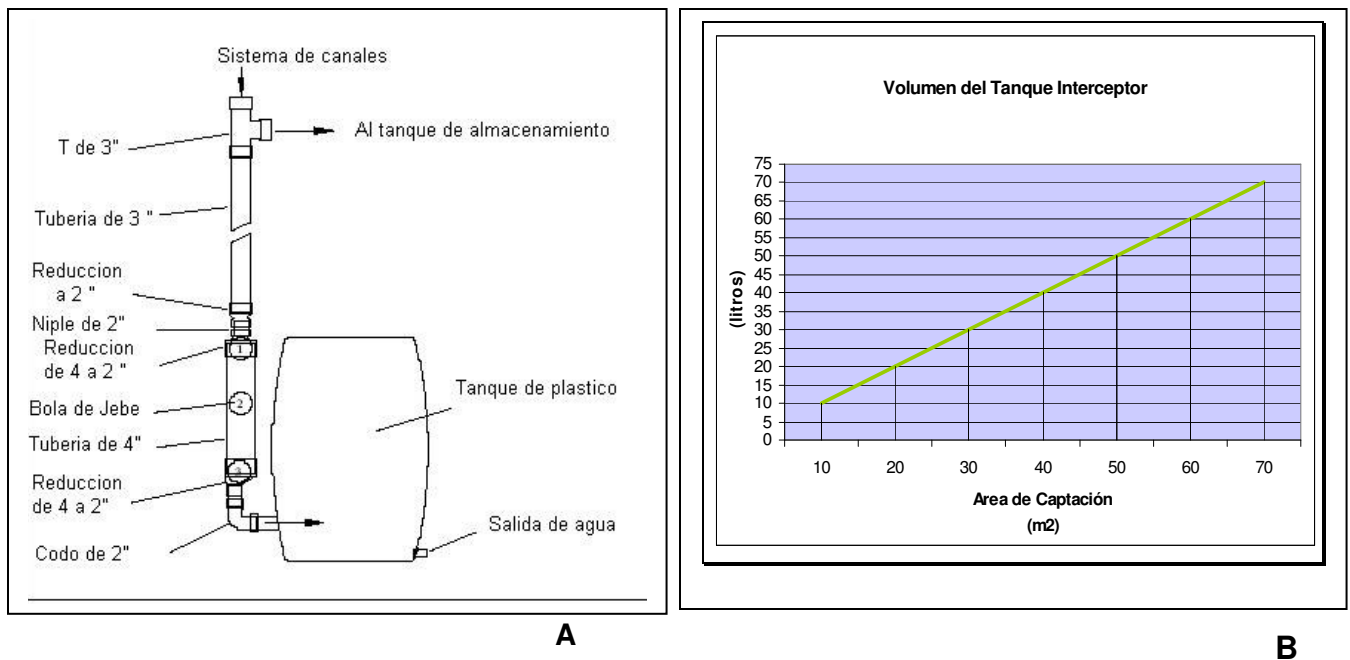 Sistema de canales
Al tanque de almacenamiento
T de 3"
Tuberia de 3 "
Reduccion
a 2 "
Niple de 2"
Reduccion
de 4 a 2 "
1
Bola de Jebe
2
Tuberia de 4"
Tanque de plastico
Reduccion
de 4 a 2"
Salida de agua
Codo de 2"
A
Volumen del Tanque Interceptor
75
70
65
60
55
50
45
40
35
30
25
20
15
10
5
0
(litros)
10 20 30 40 50 60 70
Area de Captación
(m2)
B